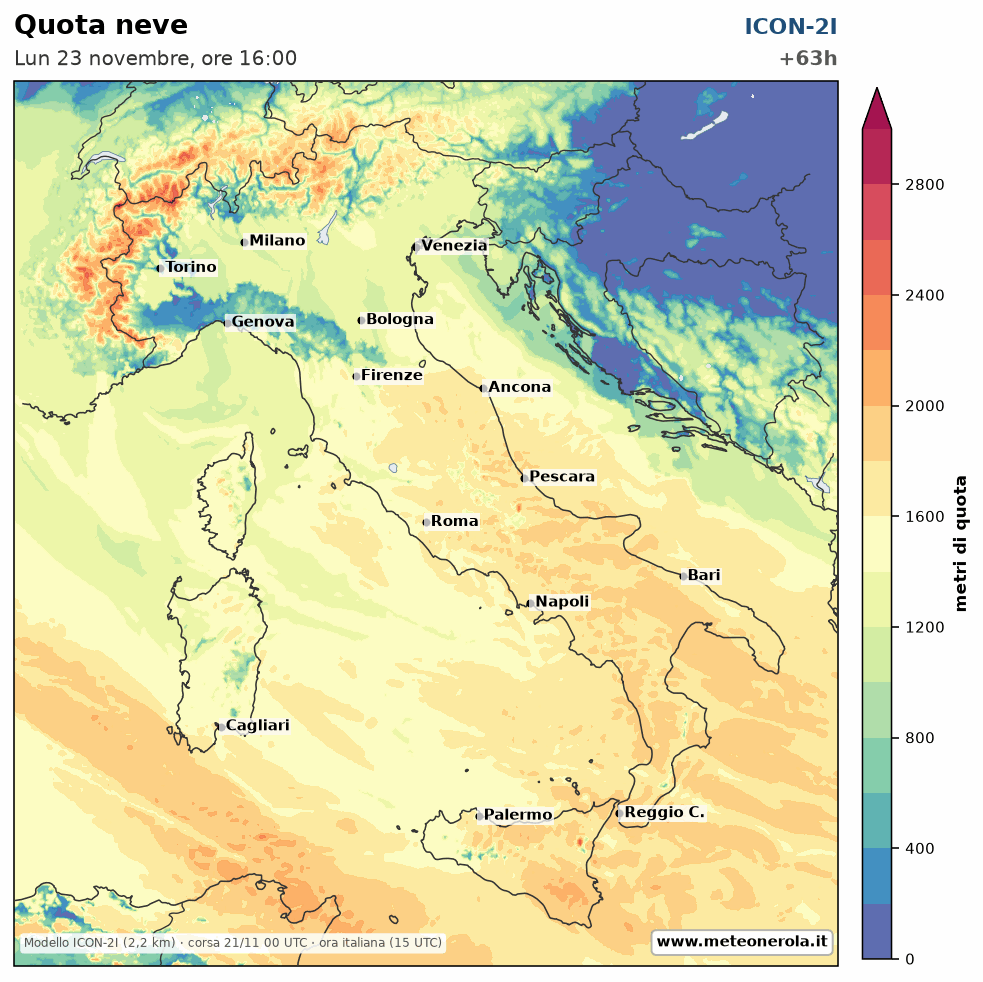 Quota neve
ICON-2I
Lun 23 novembre, ore 16:00
+63h
Milano
Venezia
Torino
Genova
Bologna
Firenze
Ancona
Pescara
Roma
Bari
Napoli
Cagliari
Palermo
Reggio C.
2800
2400
2000
1600
1200
800
400
0
metri di quota
Modello ICON-2I (2,2 km) · corsa 21/11 00 UTC · ora italiana (15 UTC)
www.meteonerola.it